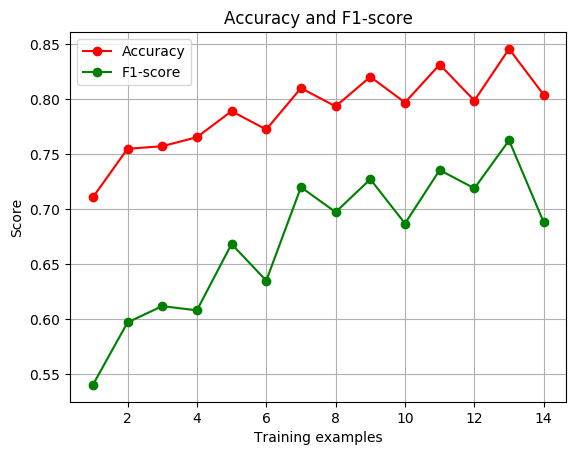 Accuracy and F1-score
Accuracy
F1-score
0.85
0.80
0.75
0.70
0.65
0.60
0.55
Score
2 4 6 8 10 12 14
Training examples